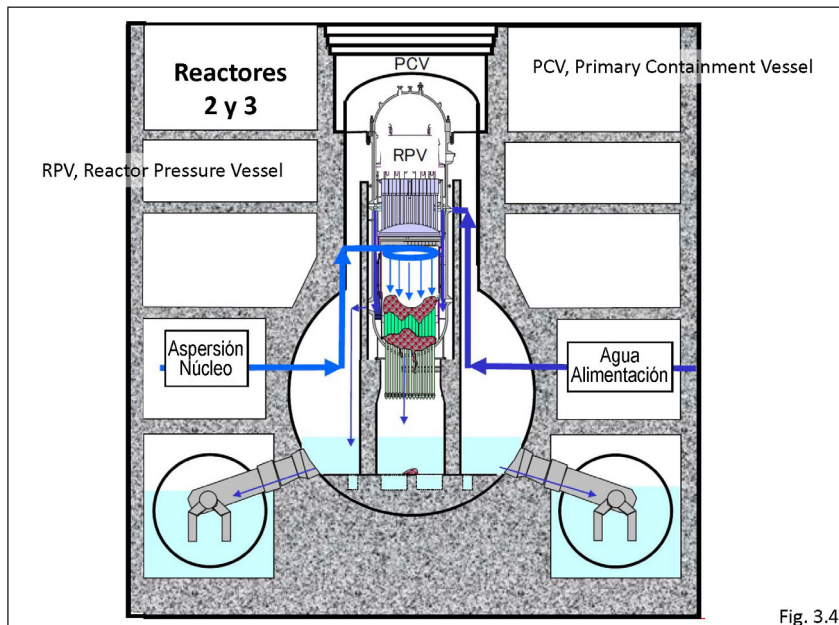 PCV
Reactores
2 y 3
PCV, Primary Containment Vessel
RPV
RPV, Reactor Pressure Vessel
Aspersión
Núcleo
Agua
Alimentación
Fig. 3.4